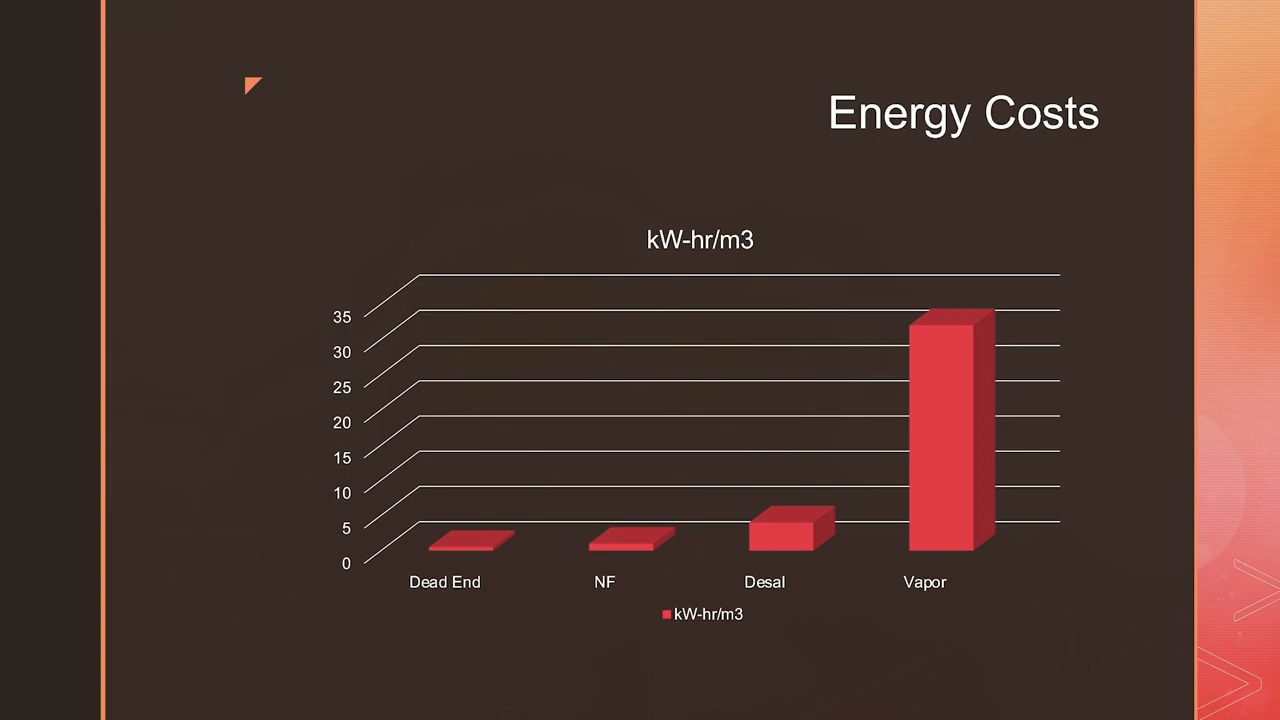 Energy Costs
kW-hr/m3
35
30
25
20
15
10
5
0
Dead End NF Desal Vapor
kW-hr/m3